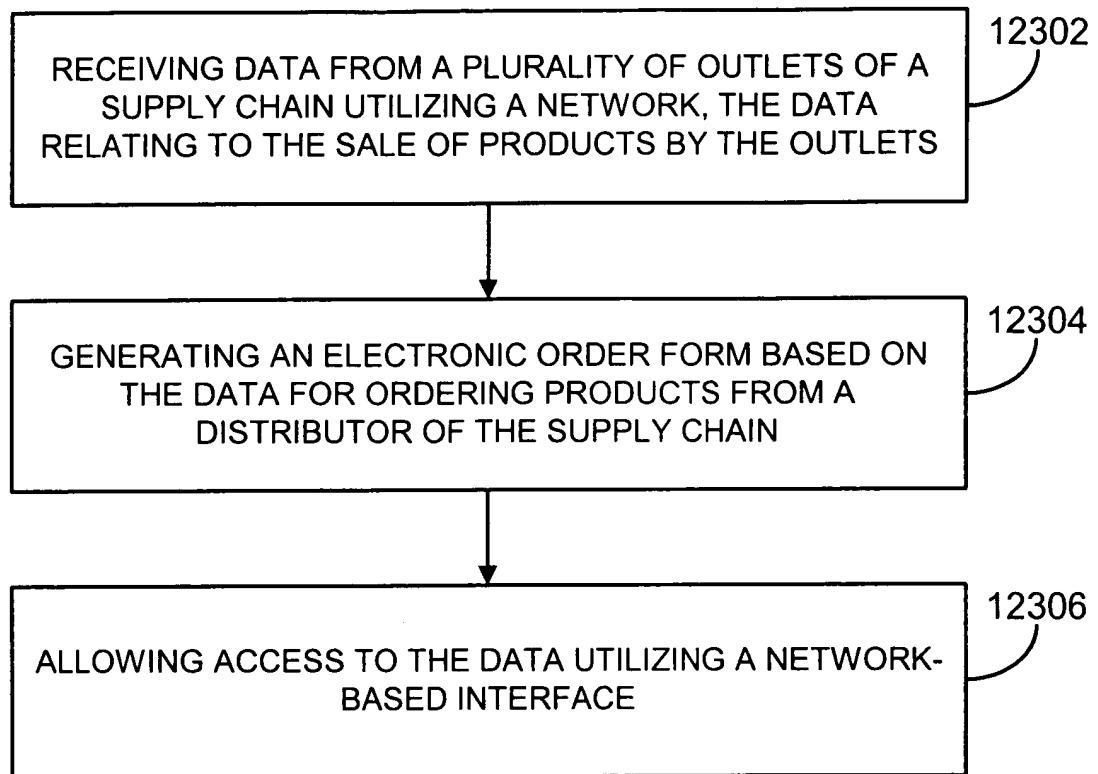 12302
RECEIVING DATA FROM A PLURALITY OF OUTLETS OF A
SUPPLY CHAIN UTILIZING A NETWORK, THE DATA
RELATING TO THE SALE OF PRODUCTS BY THE OUTLETS
12304
GENERATING AN ELECTRONIC ORDER FORM BASED ON
THE DATA FOR ORDERING PRODUCTS FROM A
DISTRIBUTOR OF THE SUPPLY CHAIN
12306
ALLOWING ACCESS TO THE DATA UTILIZING A NETWORK-
BASED INTERFACE